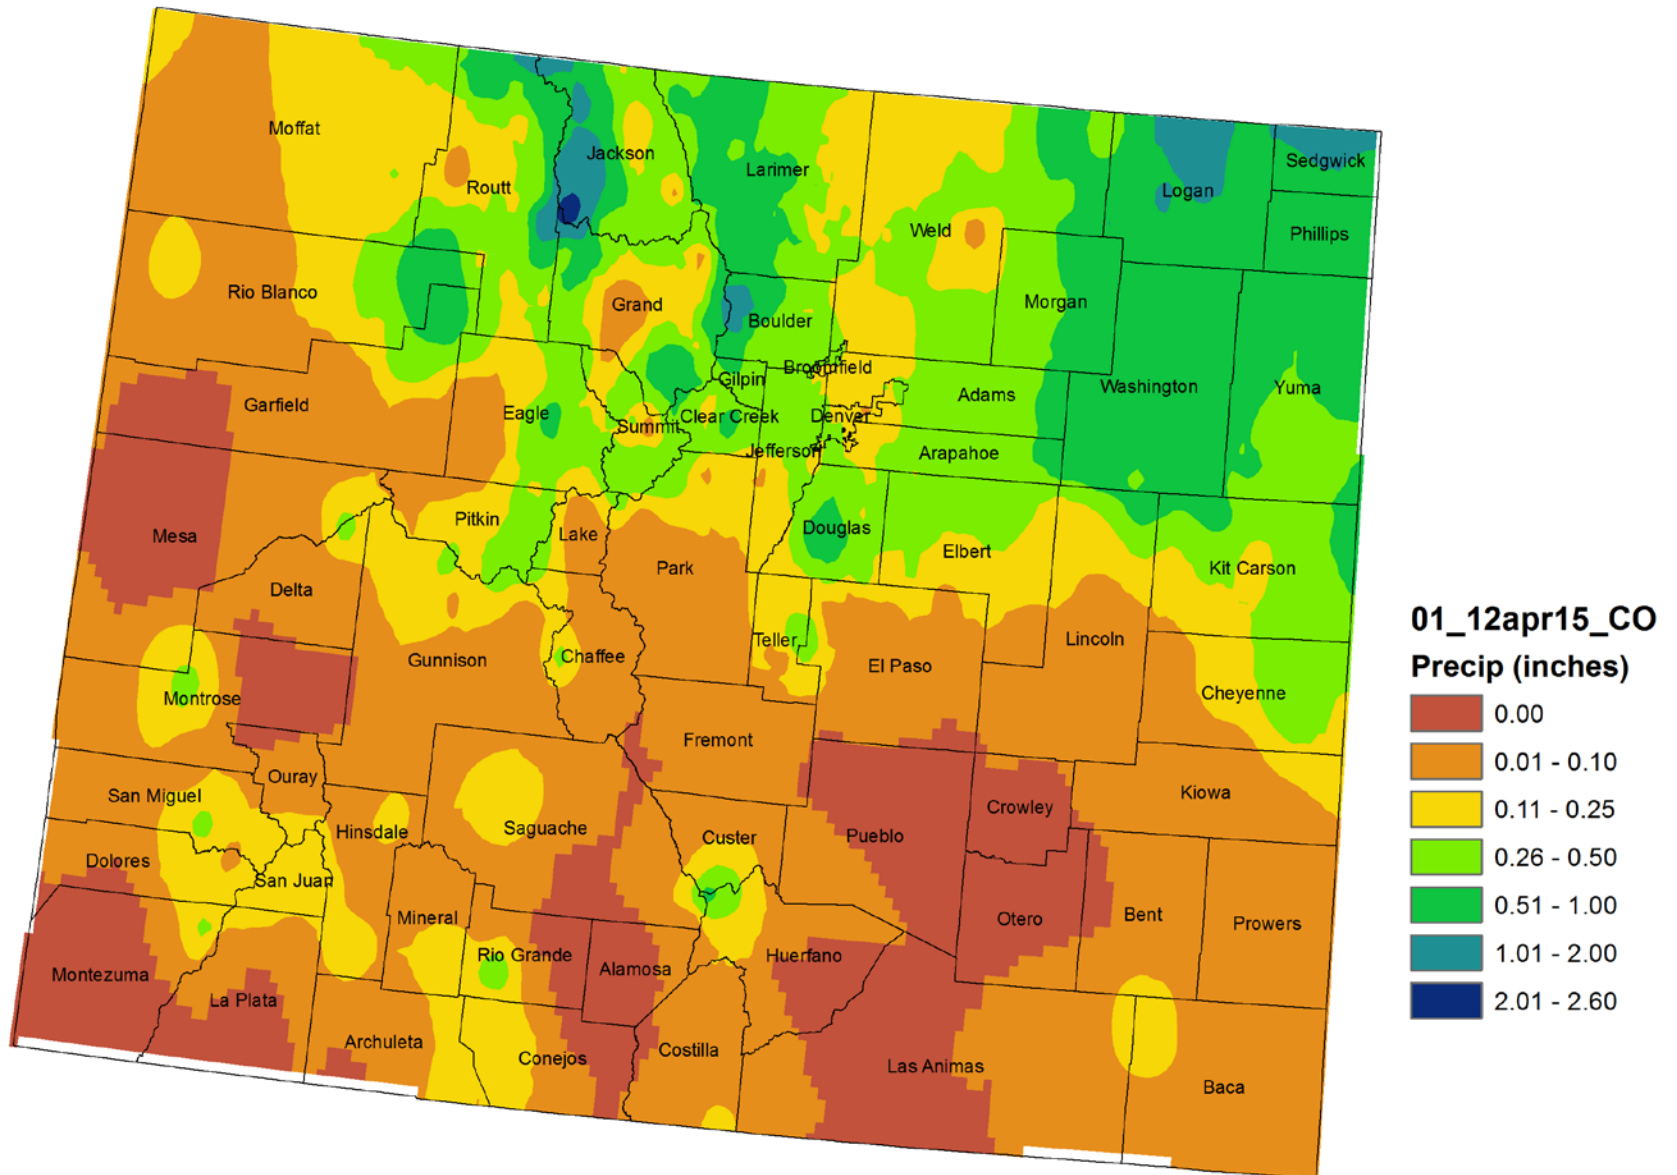 Moffat
Routt
Jackson
Larimer
Logan
Sedgwick
Phillips
Weld
Rio Blanco
Grand
Boulder
Morgan
Garfield
Eagle
Summit
Gilpin
Clear Creek
Broomfield
Denver
Jefferson
Adams
Arapahoe
Washington
Yuma
Mesa
Pitkin
Lake
Park
Douglas
Elbert
Kit Carson
Delta
Gunnison
Chaffee
Teller
El Paso
Lincoln
Cheyenne
Montrose
Fremont
Ouray
San Miguel
Hinsdale
Saguache
Custer
Pueblo
Crowley
Kiowa
Dolores
San Juan
Mineral
Rio Grande
Alamosa
Huerfano
Otero
Bent
Prowers
Montezuma
La Plata
Archuleta
Conejos
Costilla
Las Animas
Baca
01_12apr15_CO
Precip (inches)
0.00
0.01 - 0.10
0.11 - 0.25
0.26 - 0.50
0.51 - 1.00
1.01 - 2.00
2.01 - 2.60